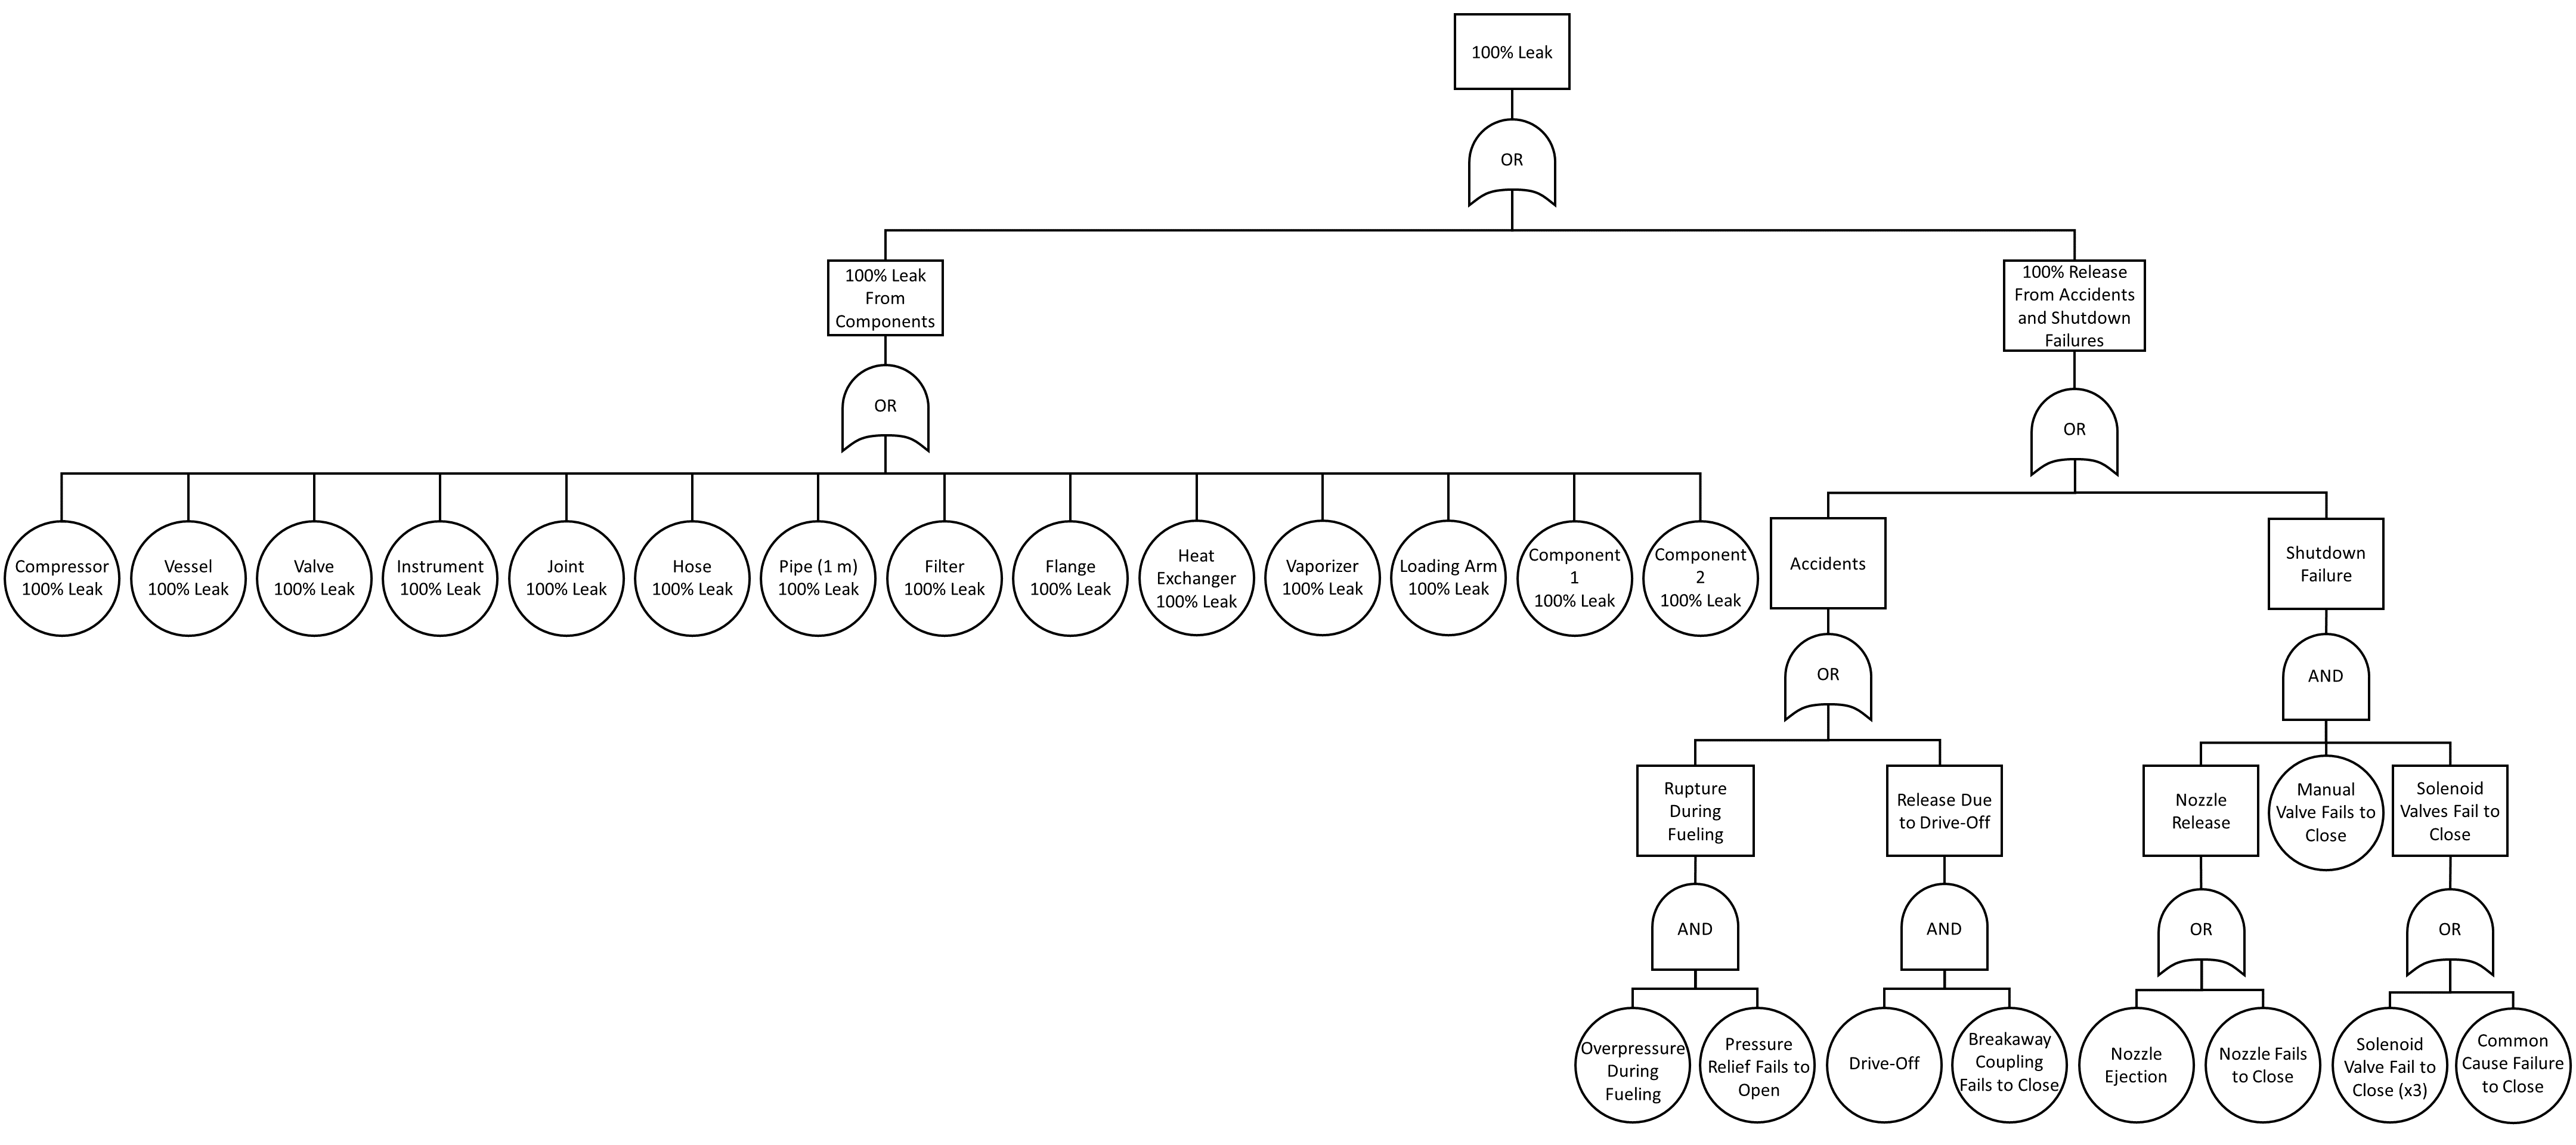 100% Leak
OR
100% Leak
From
Components
100% Release
From Accidents
and Shutdown
Failures
OR
OR
Compressor
100% Leak
Vessel
100% Leak
Valve
100% Leak
Instrument
100% Leak
Joint
100% Leak
Hose
100% Leak
Pipe (1 m)
100% Leak
Filter
100% Leak
Flange
100% Leak
Heat
Exchanger
100% Leak
Vaporizer
100% Leak
Loading Arm
100% Leak
Component
1
100% Leak
Component
2
100% Leak
Accidents
Shutdown
Failure
OR
AND
Rupture
During
Fueling
Release Due
to Drive-Off
Nozzle
Release
Manual
Valve Fails to
Close
Solenoid
Valves Fail to
Close
AND
AND
OR
OR
Overpressure
During
Fueling
Pressure
Relief Fails to
Open
Drive-Off
Breakaway
Coupling
Fails to Close
Nozzle
Ejection
Nozzle Fails
to Close
Solenoid
Valve Fail to
Close (x3)
Common
Cause Failure
to Close